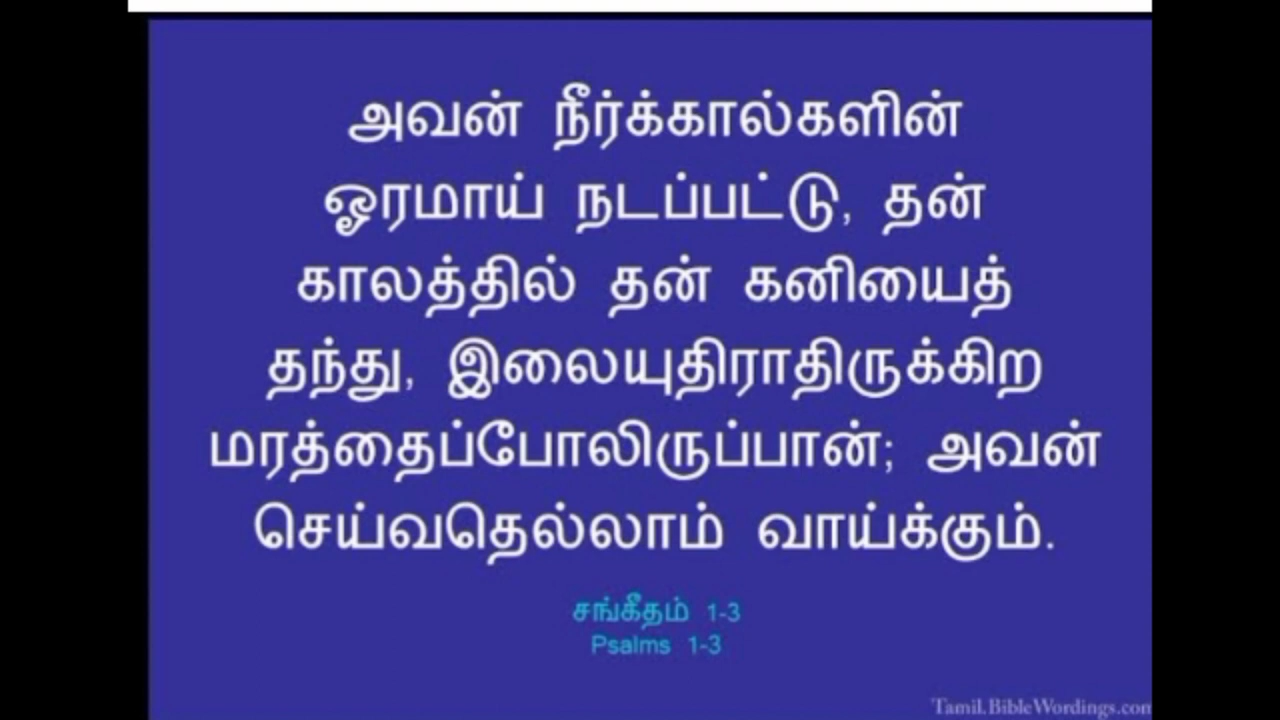 அவன் நீர்க்கால்களின்
ஓரமாய் நடப்பட்டு, தன்
காலத்தில் தன் கனியைத்
தந்து, இலையுதிராதிருக்கிற
மரத்தைப்போலிருப்பான்; அவன்
செய்வதெல்லாம் வாய்க்கும்.
சங்கீதம் 1-3
Psalms 1-3
Tamil.BibleWordings.com